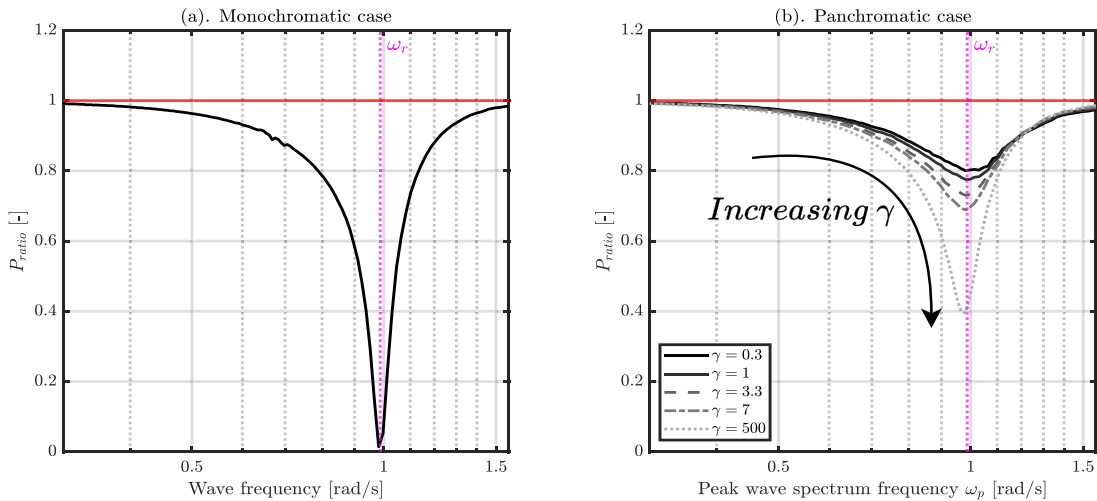 (a). Monochromatic case
1.2
1
0.8
0.6
0.4
0.2
0
P_ratio [-]
ω_r
0.5
1
1.5
Wave frequency [rad/s]
(b). Panchromatic case
1.2
1
0.8
0.6
0.4
0.2
0
P_ratio [-]
ω_r
Increasing γ
γ = 0.3
γ = 1
γ = 3.3
γ = 7
γ = 500
0.5
1
1.5
Peak wave spectrum frequency ω_p [rad/s]